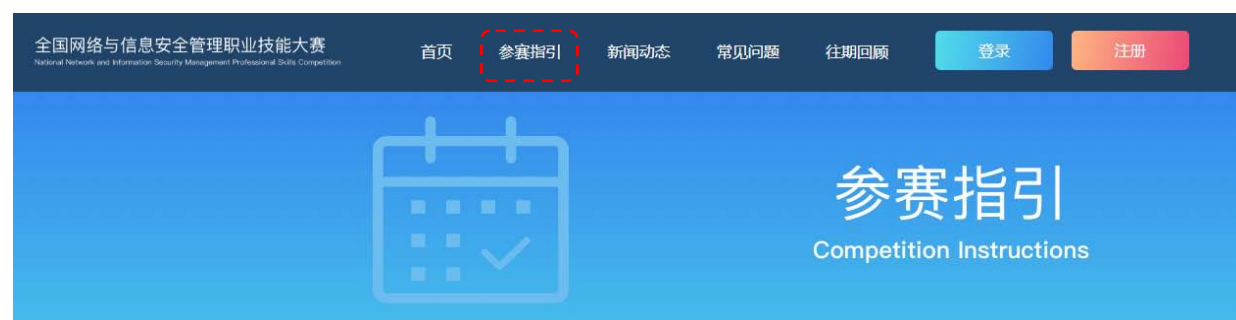 全国网络与信息安全管理职业技能大赛
National Network and Information Security Management Professional Skills Competition
首页 参赛指引 新闻动态 常见问题 往期回顾 登录 注册
参赛指引
Competition Instructions